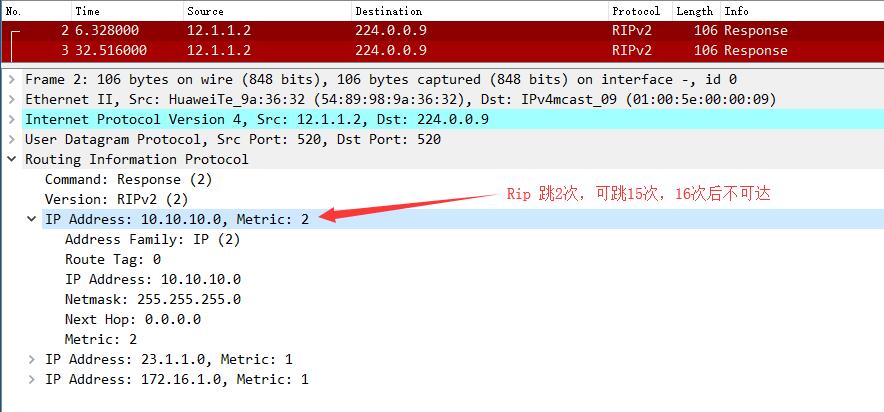 No. Time Source Destination Protocol Length Info
2 6.328000 12.1.1.2 224.0.0.9 RIPv2 106 Response
3 32.516000 12.1.1.2 224.0.0.9 RIPv2 106 Response
Frame 2: 106 bytes on wire (848 bits), 106 bytes captured (848 bits) on interface -, id 0
Ethernet II, Src: HuaweiTe_9a:36:32 (54:89:98:9a:36:32), Dst: IPv4mcast_09 (01:00:5e:00:00:09)
Internet Protocol Version 4, Src: 12.1.1.2, Dst: 224.0.0.9
User Datagram Protocol, Src Port: 520, Dst Port: 520
Routing Information Protocol
Command: Response (2)
Version: RIPv2 (2)
Rip 跳2次，可跳15次，16次后不可达
IP Address: 10.10.10.0, Metric: 2
Address Family: IP (2)
Route Tag: 0
IP Address: 10.10.10.0
Netmask: 255.255.255.0
Next Hop: 0.0.0.0
Metric: 2
IP Address: 23.1.1.0, Metric: 1
IP Address: 172.16.1.0, Metric: 1